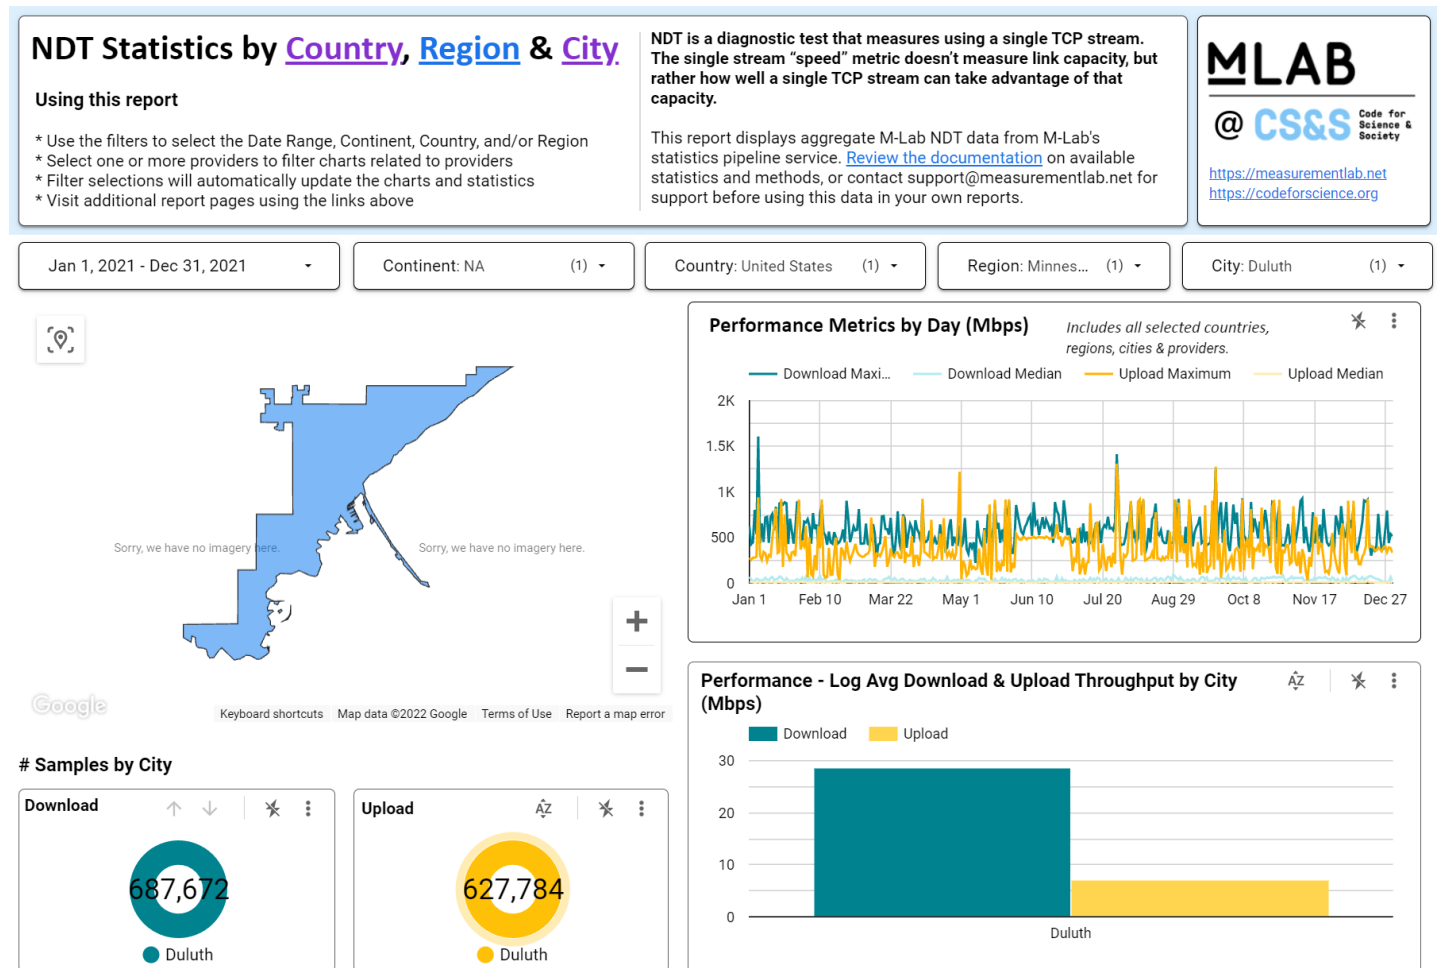 NDT Statistics by Country, Region & City
Using this report
* Use the filters to select the Date Range, Continent, Country, and/or Region
* Select one or more providers to filter charts related to providers
* Filter selections will automatically update the charts and statistics
* Visit additional report pages using the links above
NDT is a diagnostic test that measures using a single TCP stream.
The single stream “speed” metric doesn’t measure link capacity, but
rather how well a single TCP stream can take advantage of that
capacity.
This report displays aggregate M-Lab NDT data from M-Lab's
statistics pipeline service. Review the documentation on available
statistics and methods, or contact support@measurementlab.net for
support before using this data in your own reports.
MLAB
@ CS&S Code for
Science &
Society
https://measurementlab.net
https://codeforscience.org
Jan 1, 2021 - Dec 31, 2021
Continent: NA (1)
Country: United States (1)
Region: Minnes... (1)
City: Duluth (1)
Sorry, we have no imagery here.
Sorry, we have no imagery here.
Google
Keyboard shortcuts Map data ©2022 Google Terms of Use Report a map error
Performance Metrics by Day (Mbps)
Includes all selected countries,
regions, cities & providers.
Download Maxi... Download Median Upload Maximum Upload Median
2K
1.5K
1K
500
0
Jan 1 Feb 10 Mar 22 May 1 Jun 10 Jul 20 Aug 29 Oct 8 Nov 17 Dec 27
# Samples by City
Download
687,672
Duluth
Upload
AZ
627,784
Duluth
Performance - Log Avg Download & Upload Throughput by City
(Mbps)
AZ
Download Upload
30
20
10
0
Duluth